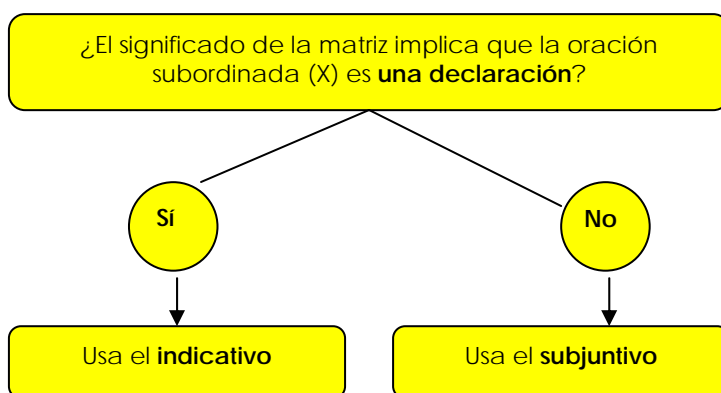 ¿El significado de la matriz implica que la oración
subordinada (X) es una declaración?
Sí
No
Usa el indicativo
Usa el subjuntivo